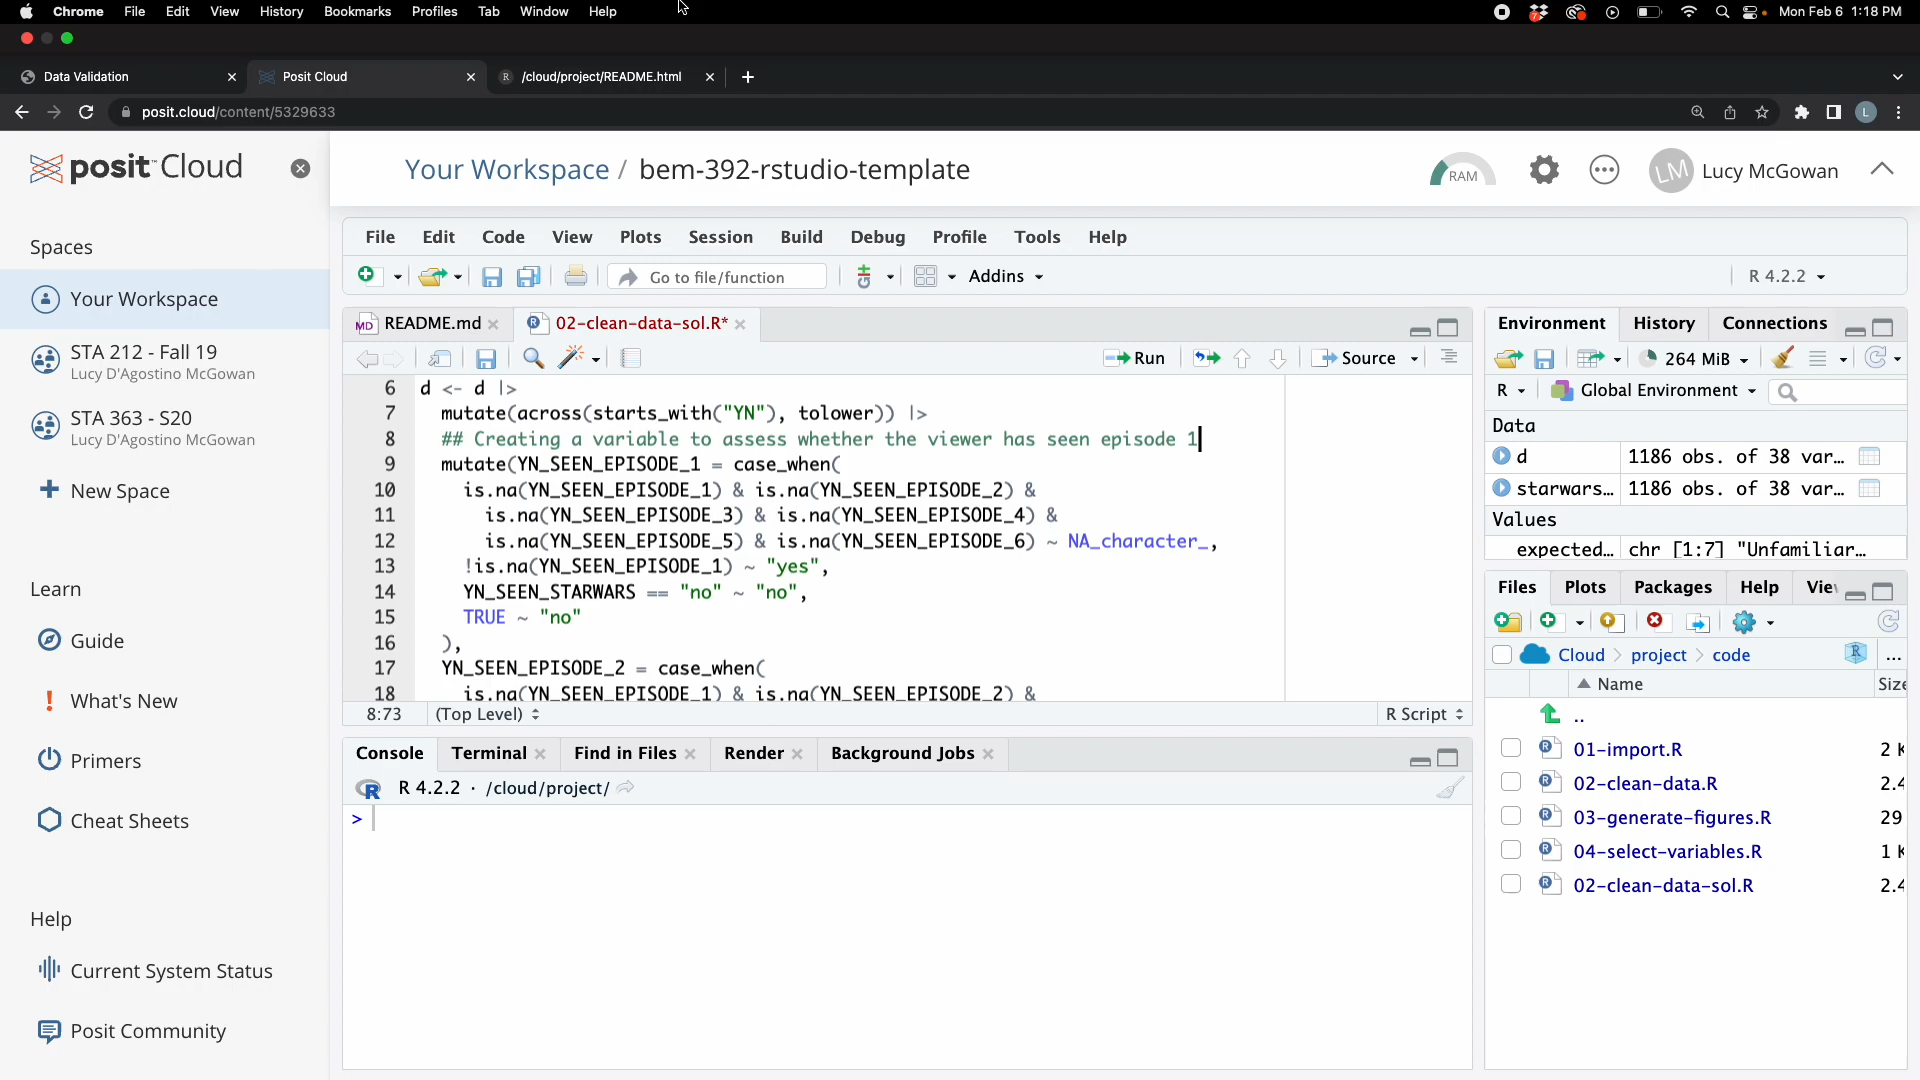 Chrome File Edit View History Bookmarks Profiles Tab Window Help 7 Mon Feb 6 1:18 PM
Data Validation Posit Cloud R /cloud/project/README.html
posit.cloud/content/5329633 L
posit Cloud Your Workspace / bem-392-rstudio-template RAM LM Lucy McGowan
Spaces
Your Workspace
STA 212 - Fall 19
Lucy D'Agostino McGowan
STA 363 - S20
Lucy D'Agostino McGowan
New Space
Learn
Guide
What's New
Primers
Cheat Sheets
Help
Current System Status
Posit Community
File Edit Code View Plots Session Build Debug Profile Tools Help
Go to file/function Addins R 4.2.2
MD README.md R 02-clean-data-sol.R*
Run Source
6 d <- d |>
7 mutate(across(starts_with("YN"), tolower)) |>
8 ## Creating a variable to assess whether the viewer has seen episode 1
9 mutate(YN_SEEN_EPISODE_1 = case_when(
10 is.na(YN_SEEN_EPISODE_1) & is.na(YN_SEEN_EPISODE_2) &
11 is.na(YN_SEEN_EPISODE_3) & is.na(YN_SEEN_EPISODE_4) &
12 is.na(YN_SEEN_EPISODE_5) & is.na(YN_SEEN_EPISODE_6) ~ NA_character_,
13 !is.na(YN_SEEN_EPISODE_1) ~ "yes",
14 YN_SEEN_STARWARS == "no" ~ "no",
15 TRUE ~ "no"
16 ),
17 YN_SEEN_EPISODE_2 = case_when(
18 is.na(YN_SEEN_EPISODE_1) & is.na(YN_SEEN_EPISODE_2) &
8:73 (Top Level) R Script
Console Terminal Find in Files Render Background Jobs
R R 4.2.2 · /cloud/project/
>
Environment History Connections
264 MiB
R Global Environment
Data
d 1186 obs. of 38 var…
starwars… 1186 obs. of 38 var…
Values
expected… chr [1:7] "Unfamiliar…
Files Plots Packages Help
Cloud project code R ...
Name
..
01-import.R 2
02-clean-data.R 2.4
03-generate-figures.R 29
04-select-variables.R 1
02-clean-data-sol.R 2.4